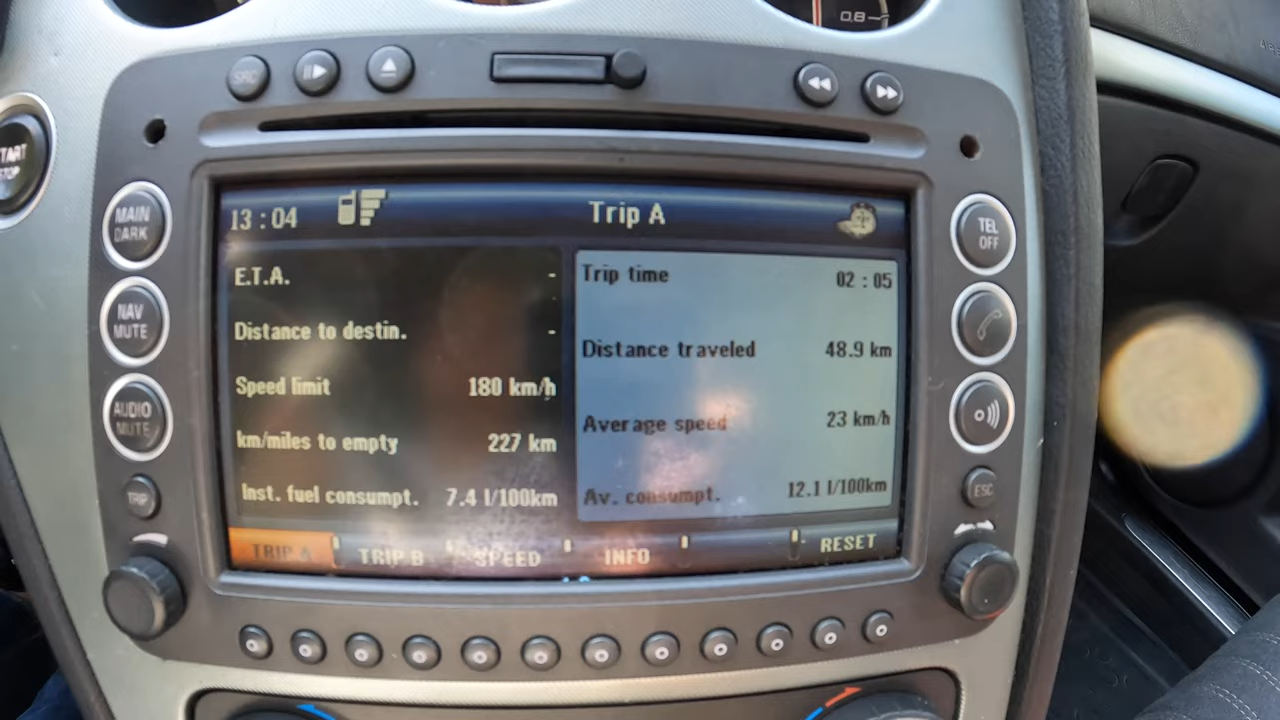 0.8
SRC
START
STOP
MAIN
DARK
NAV
MUTE
AUDIO
MUTE
TRIP
13 : 04
Trip A
E.T.A. -
Distance to destin. -
Speed limit 180 km/h
km/miles to empty 227 km
Inst. fuel consumpt. 7.4 l/100km
Trip time 02 : 05
Distance traveled 48.9 km
Average speed 23 km/h
Av. consumpt. 12.1 l/100km
TRIP A TRIP B SPEED INFO RESET
TEL
OFF
ESC